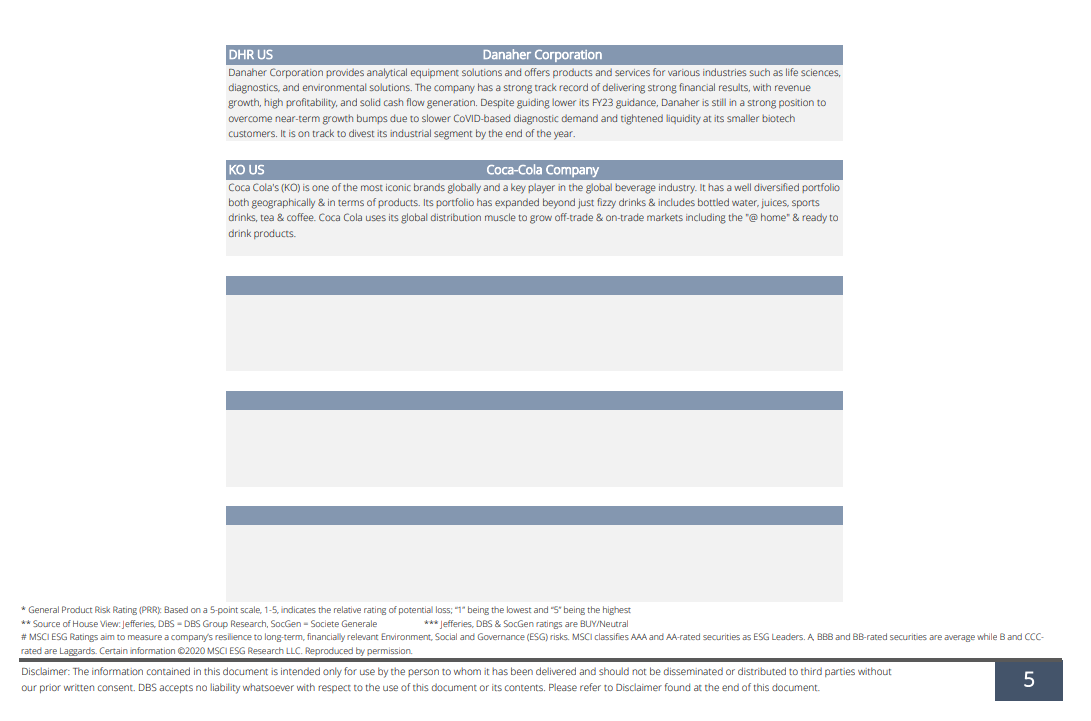 DHR US Danaher Corporation
Danaher Corporation provides analytical equipment solutions and offers products and services for various industries such as life sciences,
diagnostics, and environmental solutions. The company has a strong track record of delivering strong financial results, with revenue
growth, high profitability, and solid cash flow generation. Despite guiding lower its FY23 guidance, Danaher is still in a strong position to
overcome near-term growth bumps due to slower CoVID-based diagnostic demand and tightened liquidity at its smaller biotech
customers. It is on track to divest its industrial segment by the end of the year.
KO US Coca-Cola Company
Coca Cola's (KO) is one of the most iconic brands globally and a key player in the global beverage industry. It has a well diversified portfolio
both geographically & in terms of products. Its portfolio has expanded beyond just fizzy drinks & includes bottled water, juices, sports
drinks, tea & coffee. Coca Cola uses its global distribution muscle to grow off-trade & on-trade markets including the "@ home" & ready to
drink products.
* General Product Risk Rating (PRR): Based on a 5-point scale, 1-5, indicates the relative rating of potential loss; “1” being the lowest and “5” being the highest
** Source of House View: Jefferies, DBS = DBS Group Research, SocGen = Societe Generale *** Jefferies, DBS & SocGen ratings are BUY/Neutral
# MSCI ESG Ratings aim to measure a company's resilience to long-term, financially relevant Environment, Social and Governance (ESG) risks. MSCI classifies AAA and AA-rated securities as ESG Leaders. A, BBB and BB-rated securities are average while B and CCC-
rated are Laggards. Certain information ©2020 MSCI ESG Research LLC. Reproduced by permission.
Disclaimer: The information contained in this document is intended only for use by the person to whom it has been delivered and should not be disseminated or distributed to third parties without
our prior written consent. DBS accepts no liability whatsoever with respect to the use of this document or its contents. Please refer to Disclaimer found at the end of this document.
5